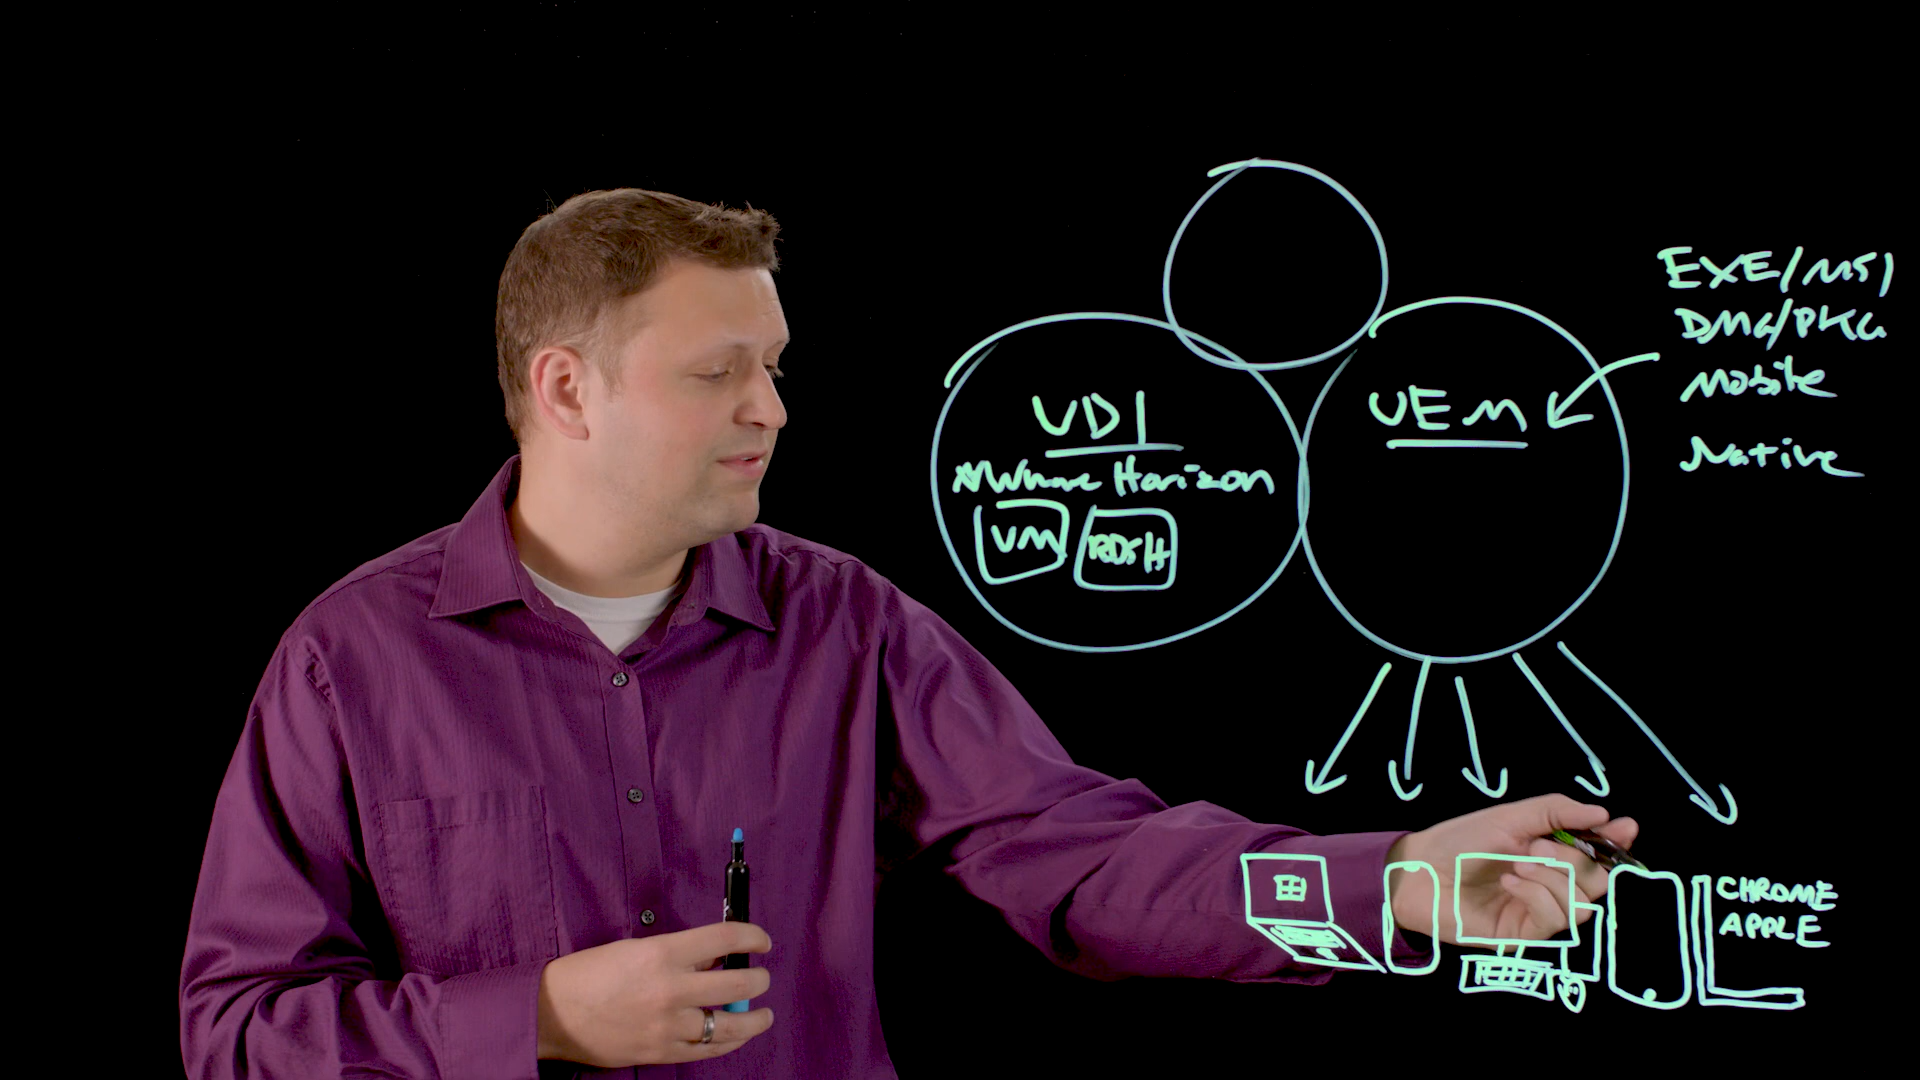 VDI
VMware Horizon
VM
RDSH
UEM
EXE/MSI
DMG/PKG
Mobile
Native
CHROME
APPLE